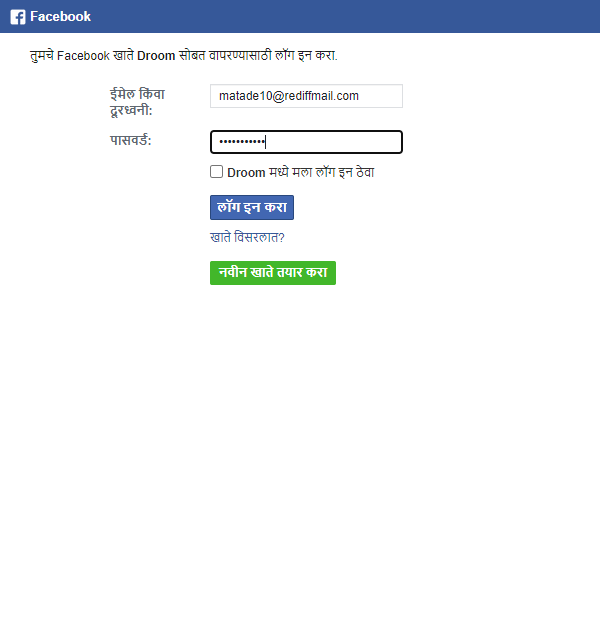 Facebook
तुमचे Facebook खाते Droom सोबत वापरण्यासाठी लॉग इन करा.
ईमेल किंवा
दूरध्वनी:
matade10@rediffmail.com
पासवर्ड:
•••••••••••
Droom मध्ये मला लॉग इन ठेवा
लॉग इन करा
खाते विसरलात?
नवीन खाते तयार करा